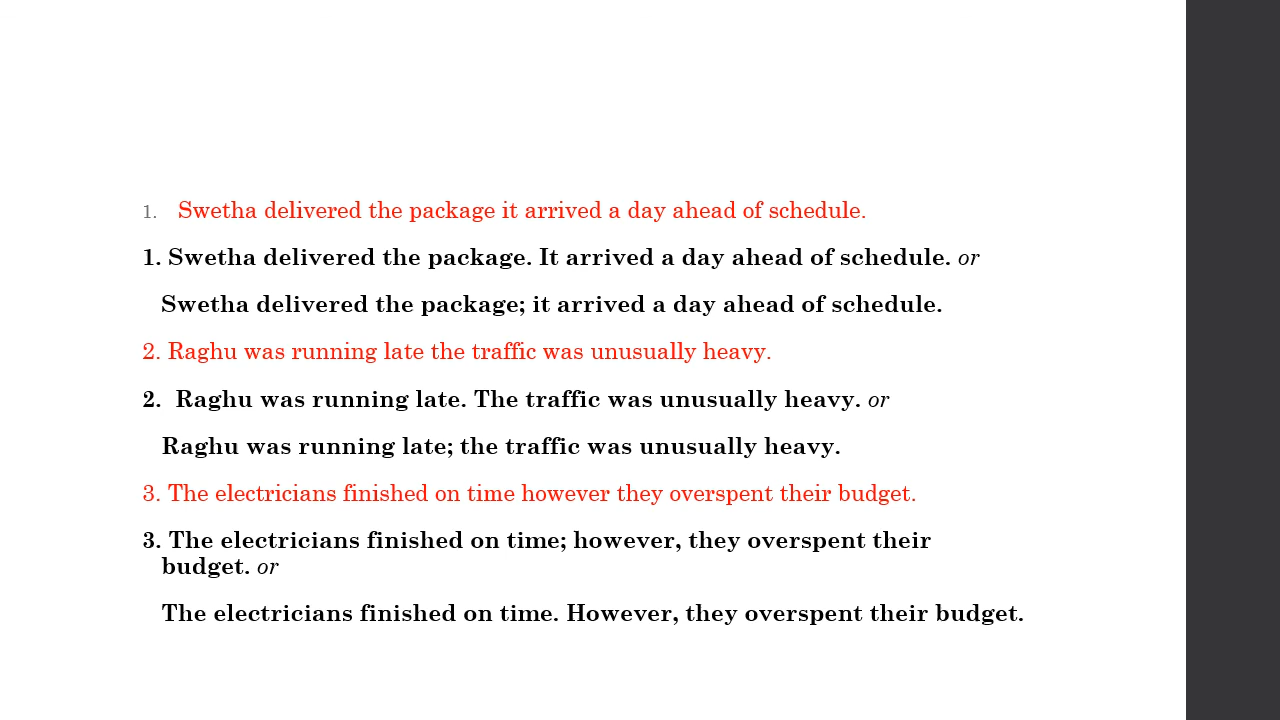 1. Swetha delivered the package it arrived a day ahead of schedule.
1. Swetha delivered the package. It arrived a day ahead of schedule. or
Swetha delivered the package; it arrived a day ahead of schedule.
2. Raghu was running late the traffic was unusually heavy.
2. Raghu was running late. The traffic was unusually heavy. or
Raghu was running late; the traffic was unusually heavy.
3. The electricians finished on time however they overspent their budget.
3. The electricians finished on time; however, they overspent their
budget. or
The electricians finished on time. However, they overspent their budget.